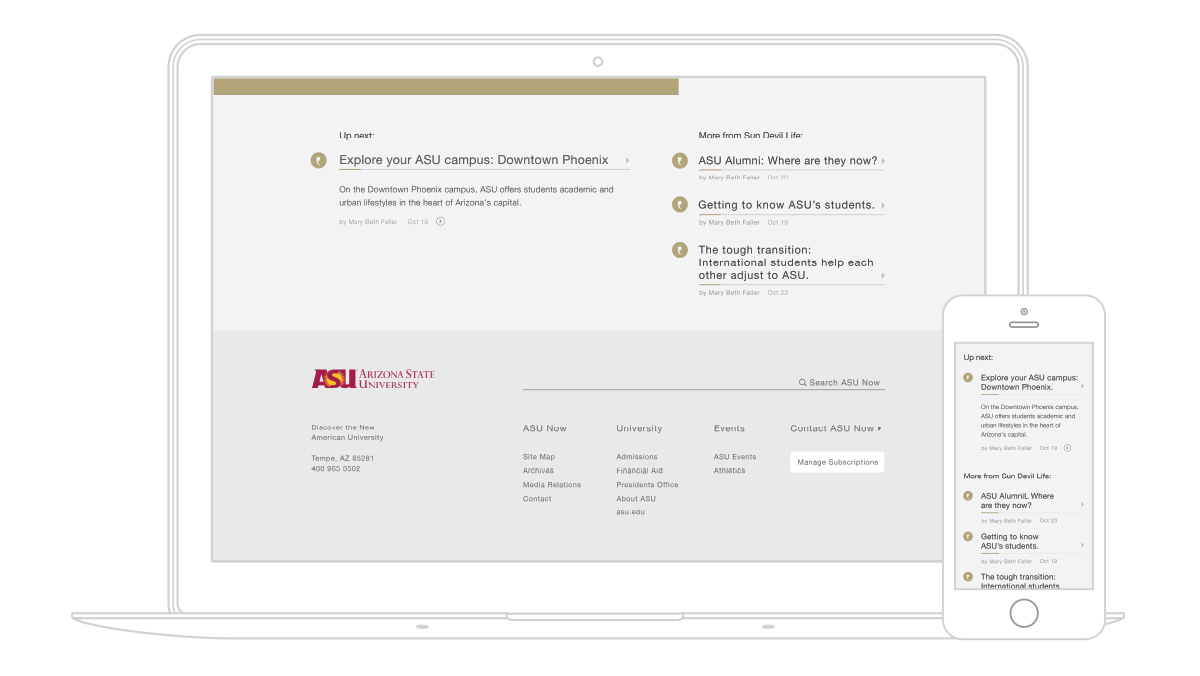 Up next:
Explore your ASU campus: Downtown Phoenix
On the Downtown Phoenix campus, ASU offers students academic and
urban lifestyles in the heart of Arizona's capital.
by Mary Beth Faller Oct 19
More from Sun Devil Life:
ASU Alumni: Where are they now?
by Mary Beth Faller Oct 20
Getting to know ASU's students.
by Mary Beth Faller Oct 19
The tough transition:
International students help each
other adjust to ASU.
by Mary Beth Faller Oct 23
ASU ARIZONA STATE
UNIVERSITY
Search ASU Now
Discover the New
American University
Tempe, AZ 85281
ASU Now
Site Map
Archives
Media Relations
Contact
University
Admissions
Financial Aid
Presidents Office
About ASU
asu.edu
Events
ASU Events
Athletics
Contact ASU Now
Manage Subscriptions
Up next:
Explore your ASU campus:
Downtown Phoenix.
On the Downtown Phoenix campus,
ASU offers students academic and
urban lifestyles in the heart of
Arizona's capital.
by Mary Beth Faller Oct 19
More from Sun Devil Life:
ASU AlumniL Where
are they now?
by Mary Beth Faller Oct 20
Getting to know
ASU's students.
by Mary Beth Faller Oct 19
The tough transition:
International students